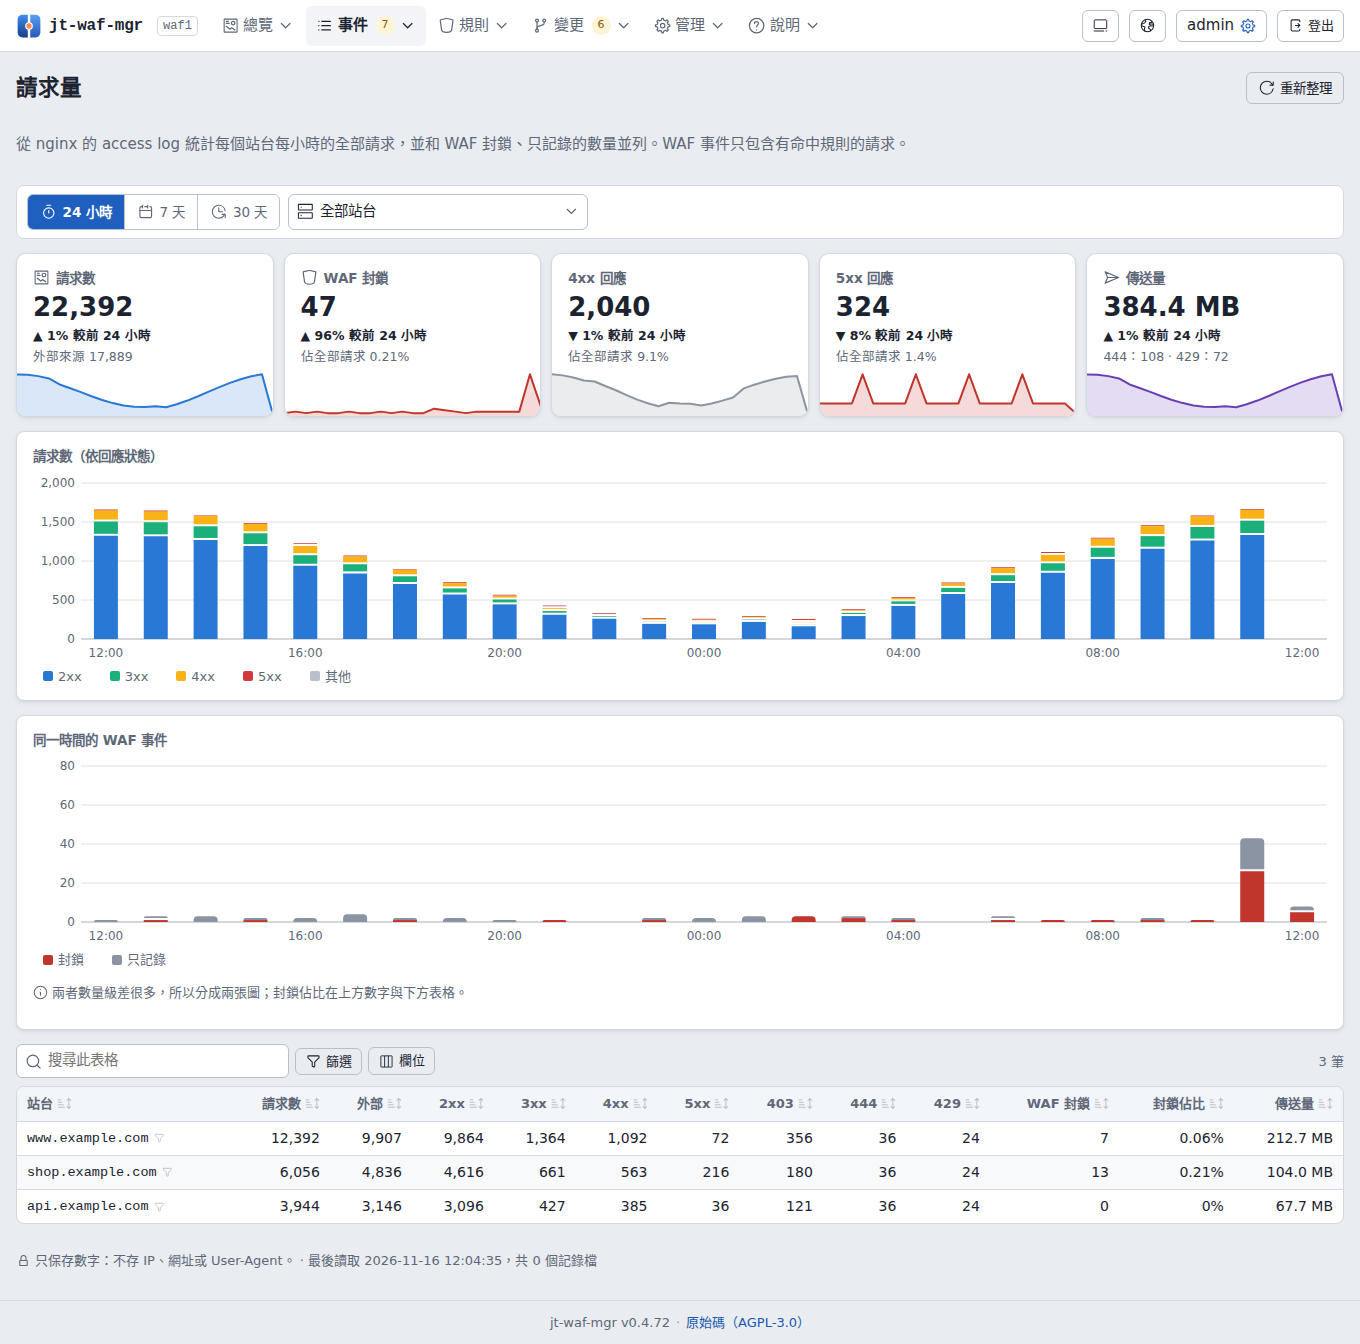 jt-waf-mgr waf1 總覽 事件 7 規則 變更 6 管理 說明 admin 登出
請求量 重新整理
從 nginx 的 access log 統計每個站台每小時的全部請求，並和 WAF 封鎖、只記錄的數量並列。WAF 事件只包含有命中規則的請求。
24 小時 7 天 30 天 全部站台
請求數 WAF 封鎖 4xx 回應 5xx 回應 傳送量
22,392 47 2,040 324 384.4 MB
▲ 1% 較前 24 小時 ▲ 96% 較前 24 小時 ▼ 1% 較前 24 小時 ▼ 8% 較前 24 小時 ▲ 1% 較前 24 小時
外部來源 17,889 佔全部請求 0.21% 佔全部請求 9.1% 佔全部請求 1.4% 444：108 · 429：72
請求數（依回應狀態）
2,000
1,500
1,000
500
0
12:00 16:00 20:00 00:00 04:00 08:00 12:00
2xx 3xx 4xx 5xx 其他
同一時間的 WAF 事件
80
60
40
20
0
12:00 16:00 20:00 00:00 04:00 08:00 12:00
封鎖 只記錄
兩者數量級差很多，所以分成兩張圖；封鎖佔比在上方數字與下方表格。
搜尋此表格 篩選 欄位 3 筆
站台 請求數 外部 2xx 3xx 4xx 5xx 403 444 429 WAF 封鎖 封鎖佔比 傳送量
www.example.com 12,392 9,907 9,864 1,364 1,092 72 356 36 24 7 0.06% 212.7 MB
shop.example.com 6,056 4,836 4,616 661 563 216 180 36 24 13 0.21% 104.0 MB
api.example.com 3,944 3,146 3,096 427 385 36 121 36 24 0 0% 67.7 MB
只保存數字：不存 IP、網址或 User-Agent。 · 最後讀取 2026-11-16 12:04:35，共 0 個記錄檔
jt-waf-mgr v0.4.72 · 原始碼（AGPL-3.0）